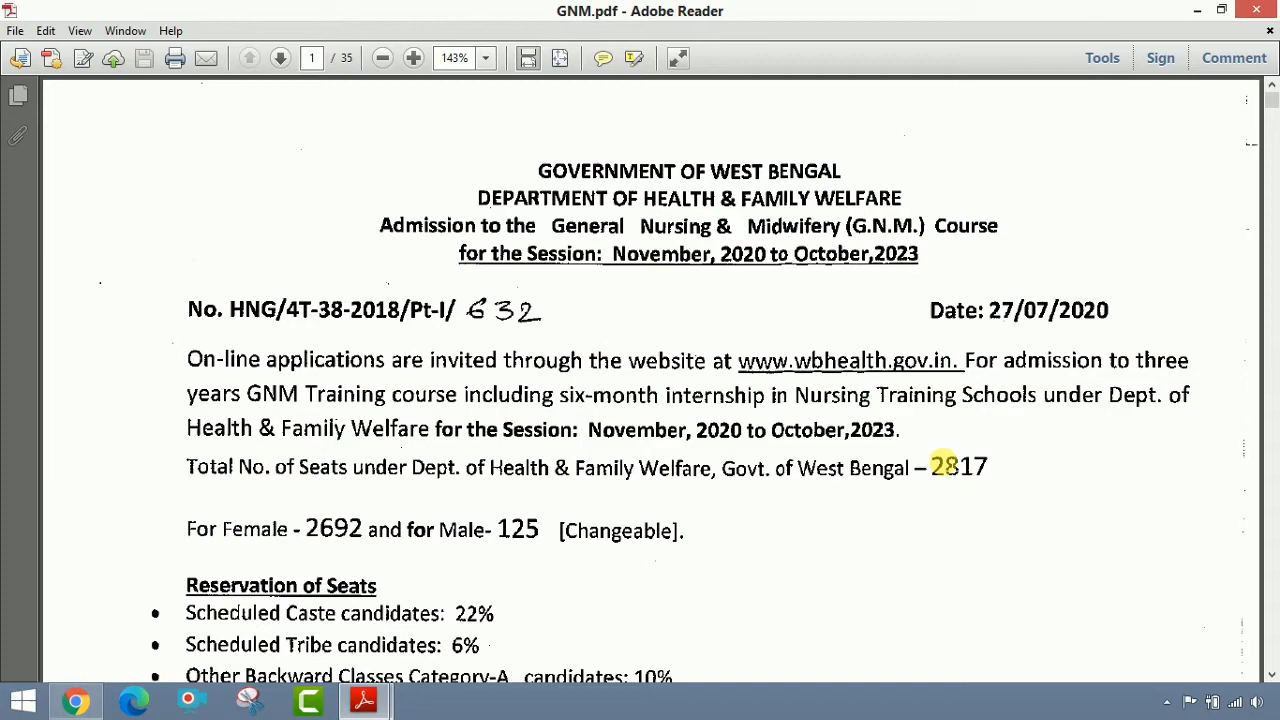 GNM.pdf - Adobe Reader
File Edit View Window Help
1 / 35 143% Tools Sign Comment
GOVERNMENT OF WEST BENGAL
DEPARTMENT OF HEALTH & FAMILY WELFARE
Admission to the General Nursing & Midwifery (G.N.M.) Course
for the Session: November, 2020 to October,2023
No. HNG/4T-38-2018/Pt-I/ 632 Date: 27/07/2020
On-line applications are invited through the website at www.wbhealth.gov.in. For admission to three
years GNM Training course including six-month internship in Nursing Training Schools under Dept. of
Health & Family Welfare for the Session: November, 2020 to October,2023.
Total No. of Seats under Dept. of Health & Family Welfare, Govt. of West Bengal – 2817
For Female - 2692 and for Male- 125 [Changeable].
Reservation of Seats
• Scheduled Caste candidates: 22%
• Scheduled Tribe candidates: 6%
• Other Backward Classes Category-A candidates: 10%